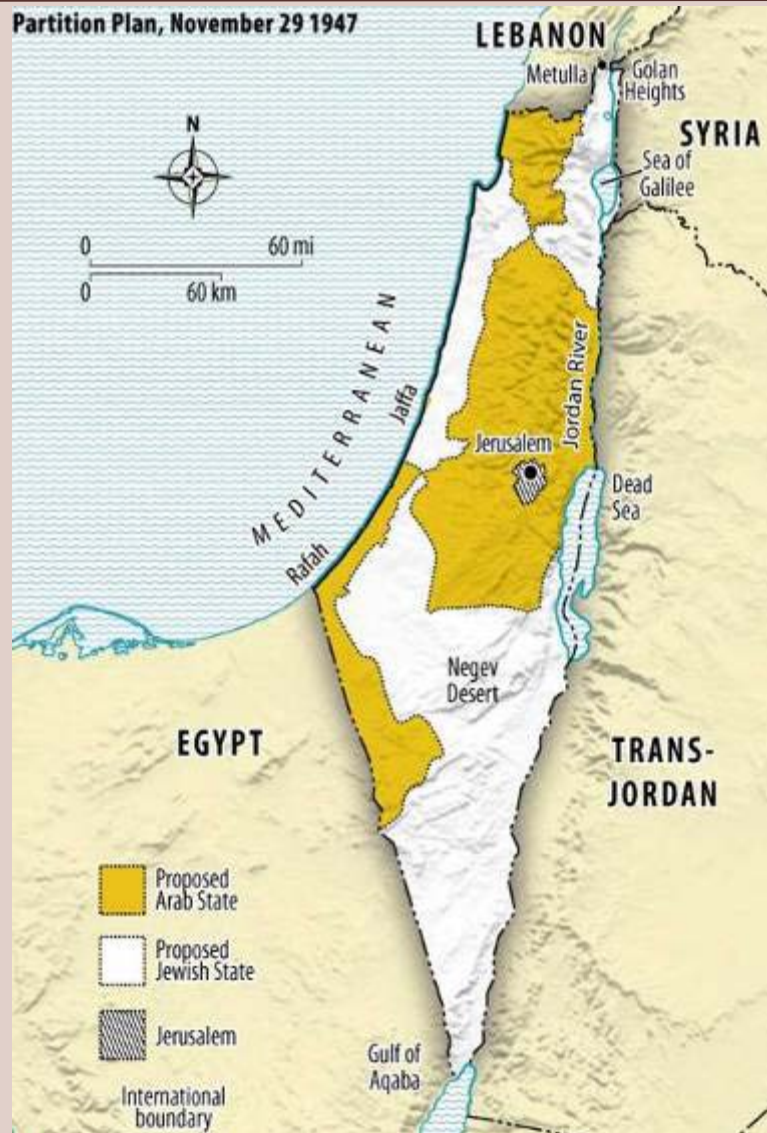 Partition Plan, November 29 1947
LEBANON
Metulla
Golan
Heights
SYRIA
Sea of
Galilee
N
0 60 mi
0 60 km
MEDITERRANEAN
Jaffa
Jordan River
Jerusalem
Dead
Sea
Rafah
Negev
Desert
EGYPT
TRANS-
JORDAN
Proposed
Arab State
Proposed
Jewish State
Jerusalem
Gulf of
Aqaba
International
boundary